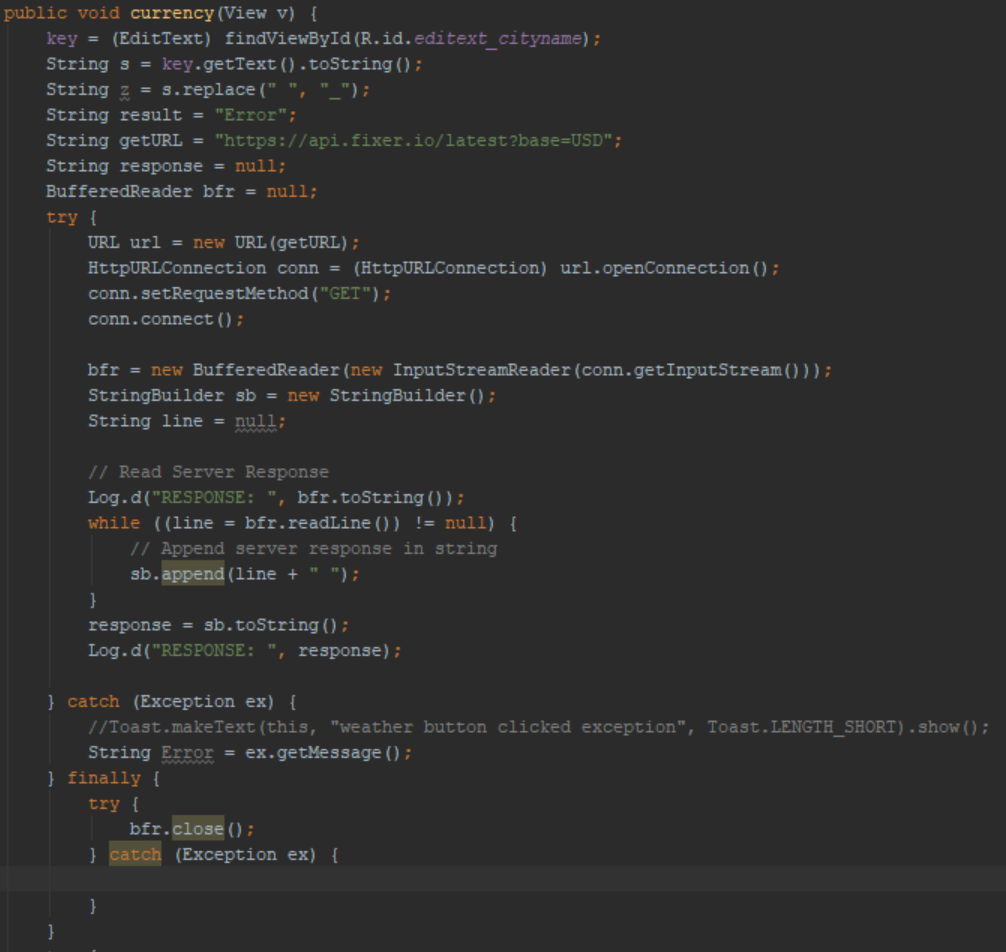 public void currency(View v) {
    key = (EditText) findViewById(R.id.editext_cityname);
    String s = key.getText().toString();
    String z = s.replace(" ", "_");
    String result = "Error";
    String getURL = "https://api.fixer.io/latest?base=USD";
    String response = null;
    BufferedReader bfr = null;
    try {
        URL url = new URL(getURL);
        HttpURLConnection conn = (HttpURLConnection) url.openConnection();
        conn.setRequestMethod("GET");
        conn.connect();

        bfr = new BufferedReader(new InputStreamReader(conn.getInputStream()));
        StringBuilder sb = new StringBuilder();
        String line = null;

        // Read Server Response
        Log.d("RESPONSE: ", bfr.toString());
        while ((line = bfr.readLine()) != null) {
            // Append server response in string
            sb.append(line + " ");
        }
        response = sb.toString();
        Log.d("RESPONSE: ", response);

    } catch (Exception ex) {
        //Toast.makeText(this, "weather button clicked exception", Toast.LENGTH_SHORT).show();
        String Error = ex.getMessage();
    } finally {
        try {
            bfr.close();
        } catch (Exception ex) {

        }
    }